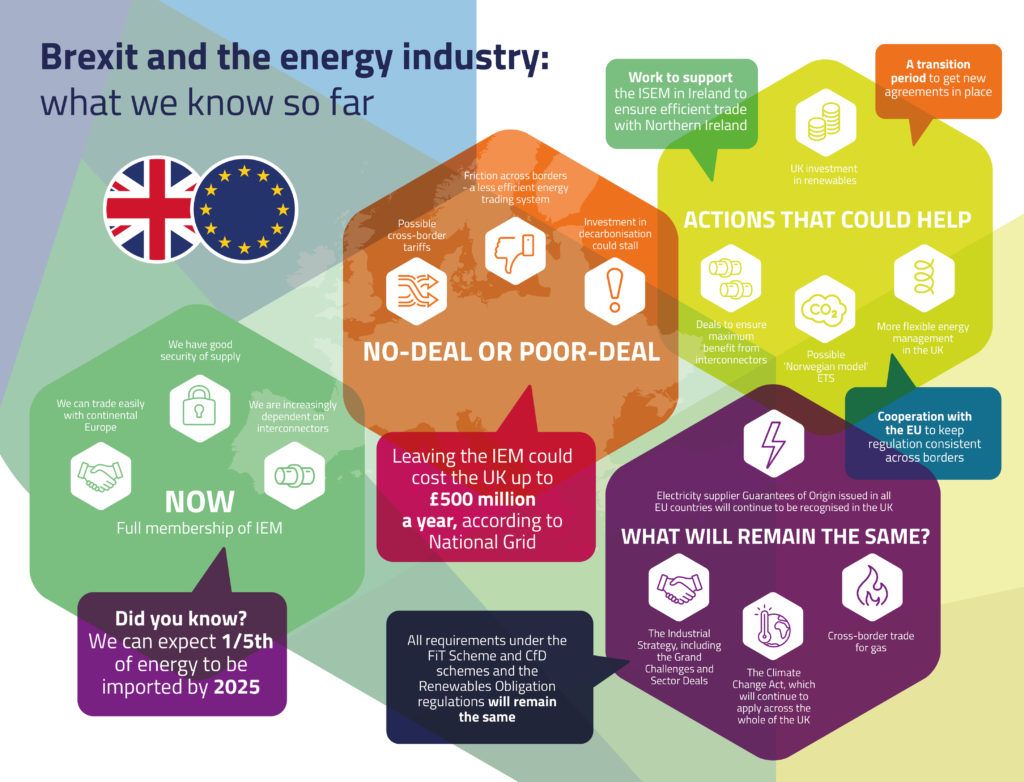 Brexit and the energy industry:
what we know so far
We have good
security of supply
We can trade easily
with continental
Europe
We are increasingly
dependent on
interconnectors
NOW
Full membership of IEM
Did you know?
We can expect 1/5th
of energy to be
imported by 2025
Friction across borders
- a less efficient energy
trading system
Possible
cross-border
tariffs
Investment in
decarbonisation
could stall
NO-DEAL OR POOR-DEAL
Leaving the IEM could
cost the UK up to
£500 million
a year, according to
National Grid
Work to support
the ISEM in Ireland to
ensure efficient trade
with Northern Ireland
A transition
period to get new
agreements in place
UK investment
in renewables
ACTIONS THAT COULD HELP
Deals to ensure
maximum
benefit from
interconnectors
CO2
Possible
'Norwegian model'
ETS
More flexible energy
management
in the UK
Cooperation with
the EU to keep
regulation consistent
across borders
Electricity supplier Guarantees of Origin issued in all
EU countries will continue to be recognised in the UK
WHAT WILL REMAIN THE SAME?
The Industrial
Strategy, including
the Grand
Challenges and
Sector Deals
The Climate
Change Act, which
will continue to
apply across the
whole of the UK
Cross-border trade
for gas
All requirements under the
FiT Scheme and CfD
schemes and the
Renewables Obligation
regulations will remain
the same